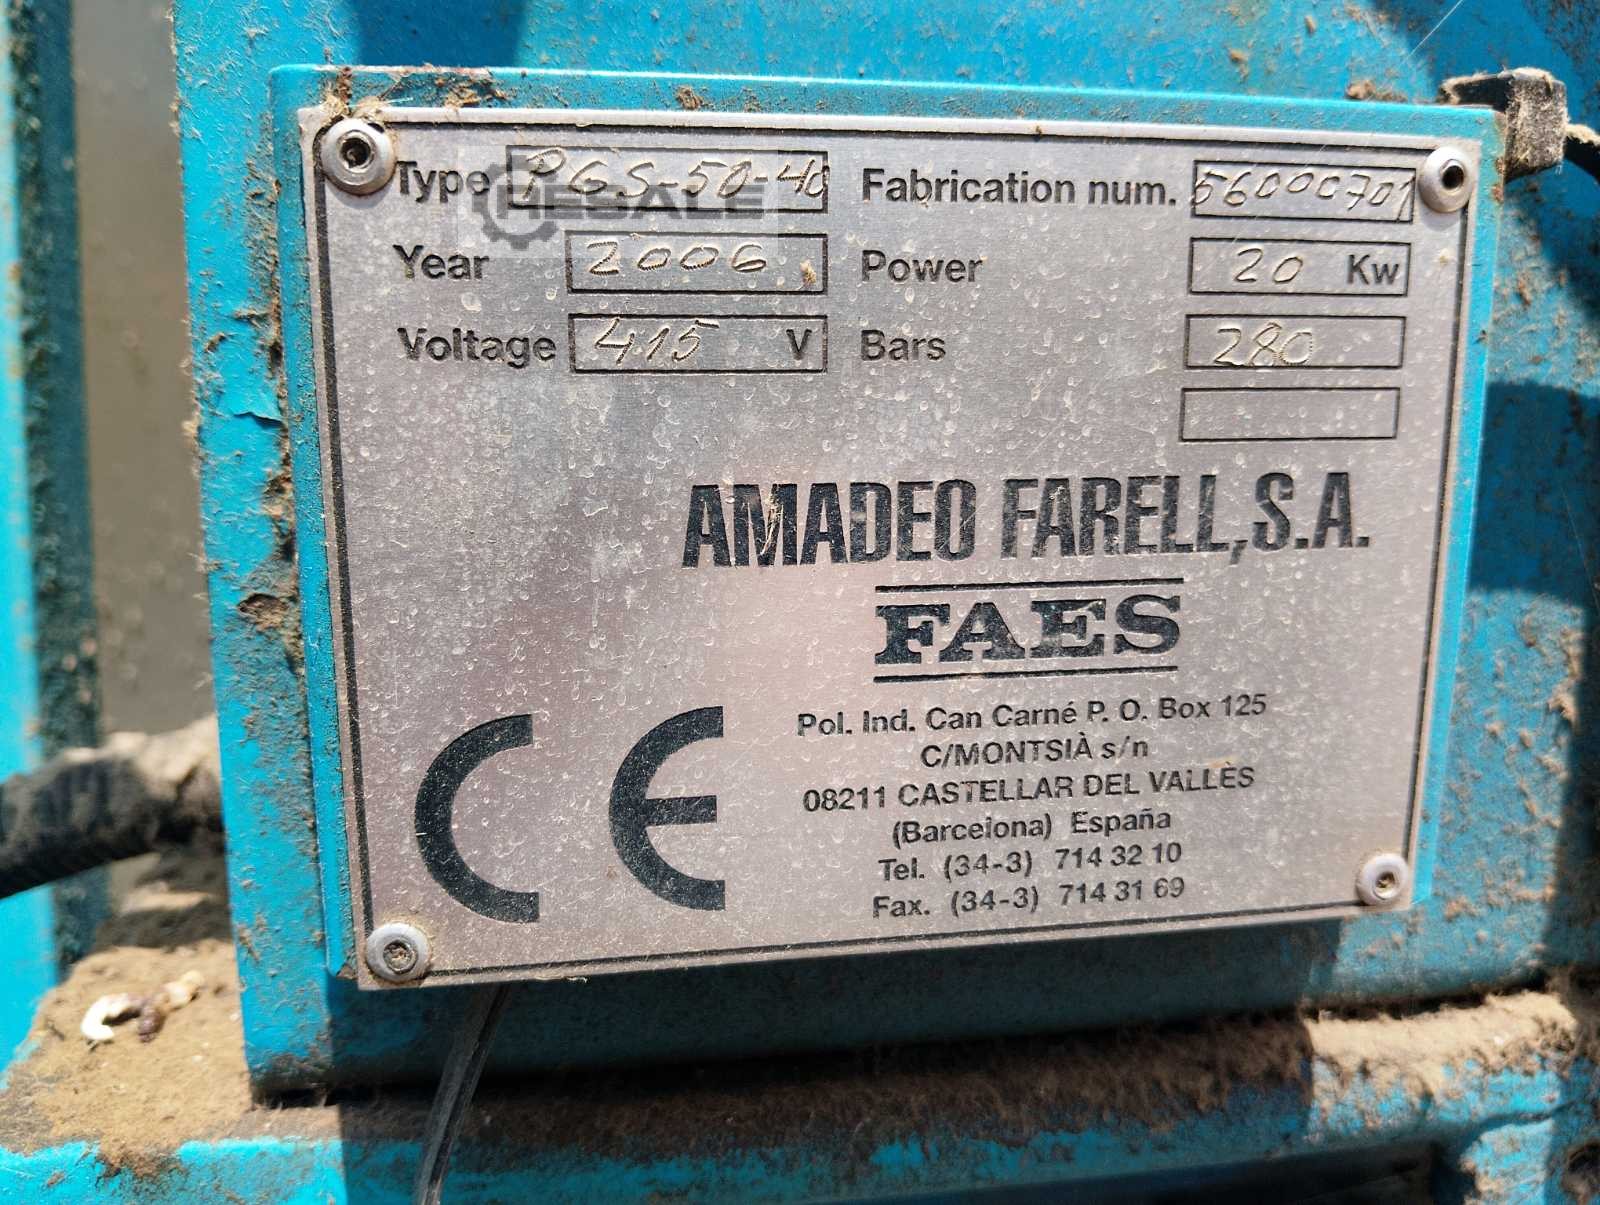 Type PGS-50-40 Fabrication num. 56000701
RESALE
Year 2006 Power 20 Kw
Voltage 415 V Bars 280
AMADEO FARELL, S.A.
FAES
CE
Pol. Ind. Can Carné P. O. Box 125
C/MONTSIÀ s/n
08211 CASTELLAR DEL VALLÈS
(Barcelona) España
Tel. (34-3) 714 32 10
Fax. (34-3) 714 31 69